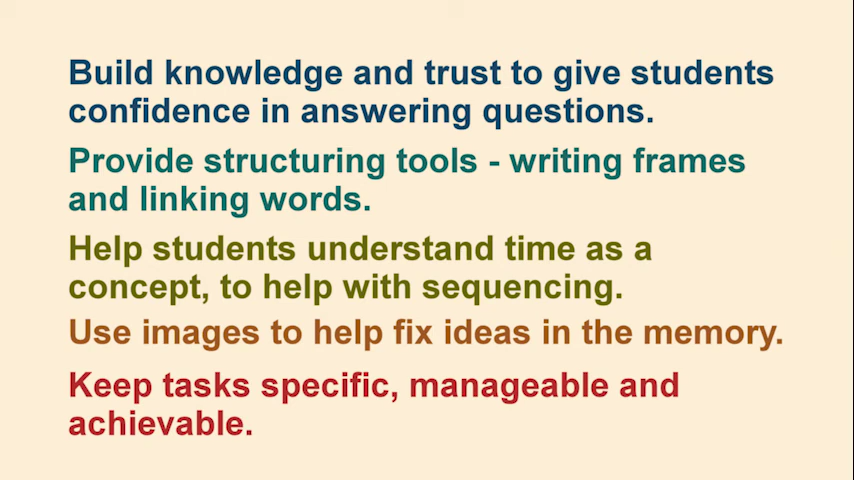 Build knowledge and trust to give students
confidence in answering questions.
Provide structuring tools - writing frames
and linking words.
Help students understand time as a
concept, to help with sequencing.
Use images to help fix ideas in the memory.
Keep tasks specific, manageable and
achievable.